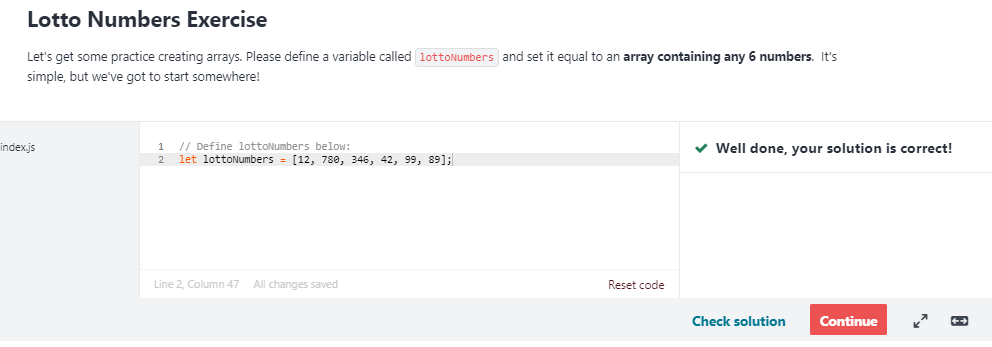 Lotto Numbers Exercise
Let's get some practice creating arrays. Please define a variable called lottoNumbers and set it equal to an array containing any 6 numbers.  It's
simple, but we've got to start somewhere!
index.js
1 // Define lottoNumbers below:
2 let lottoNumbers = [12, 780, 346, 42, 99, 89];
Well done, your solution is correct!
Line 2, Column 47 All changes saved Reset code
Check solution Continue